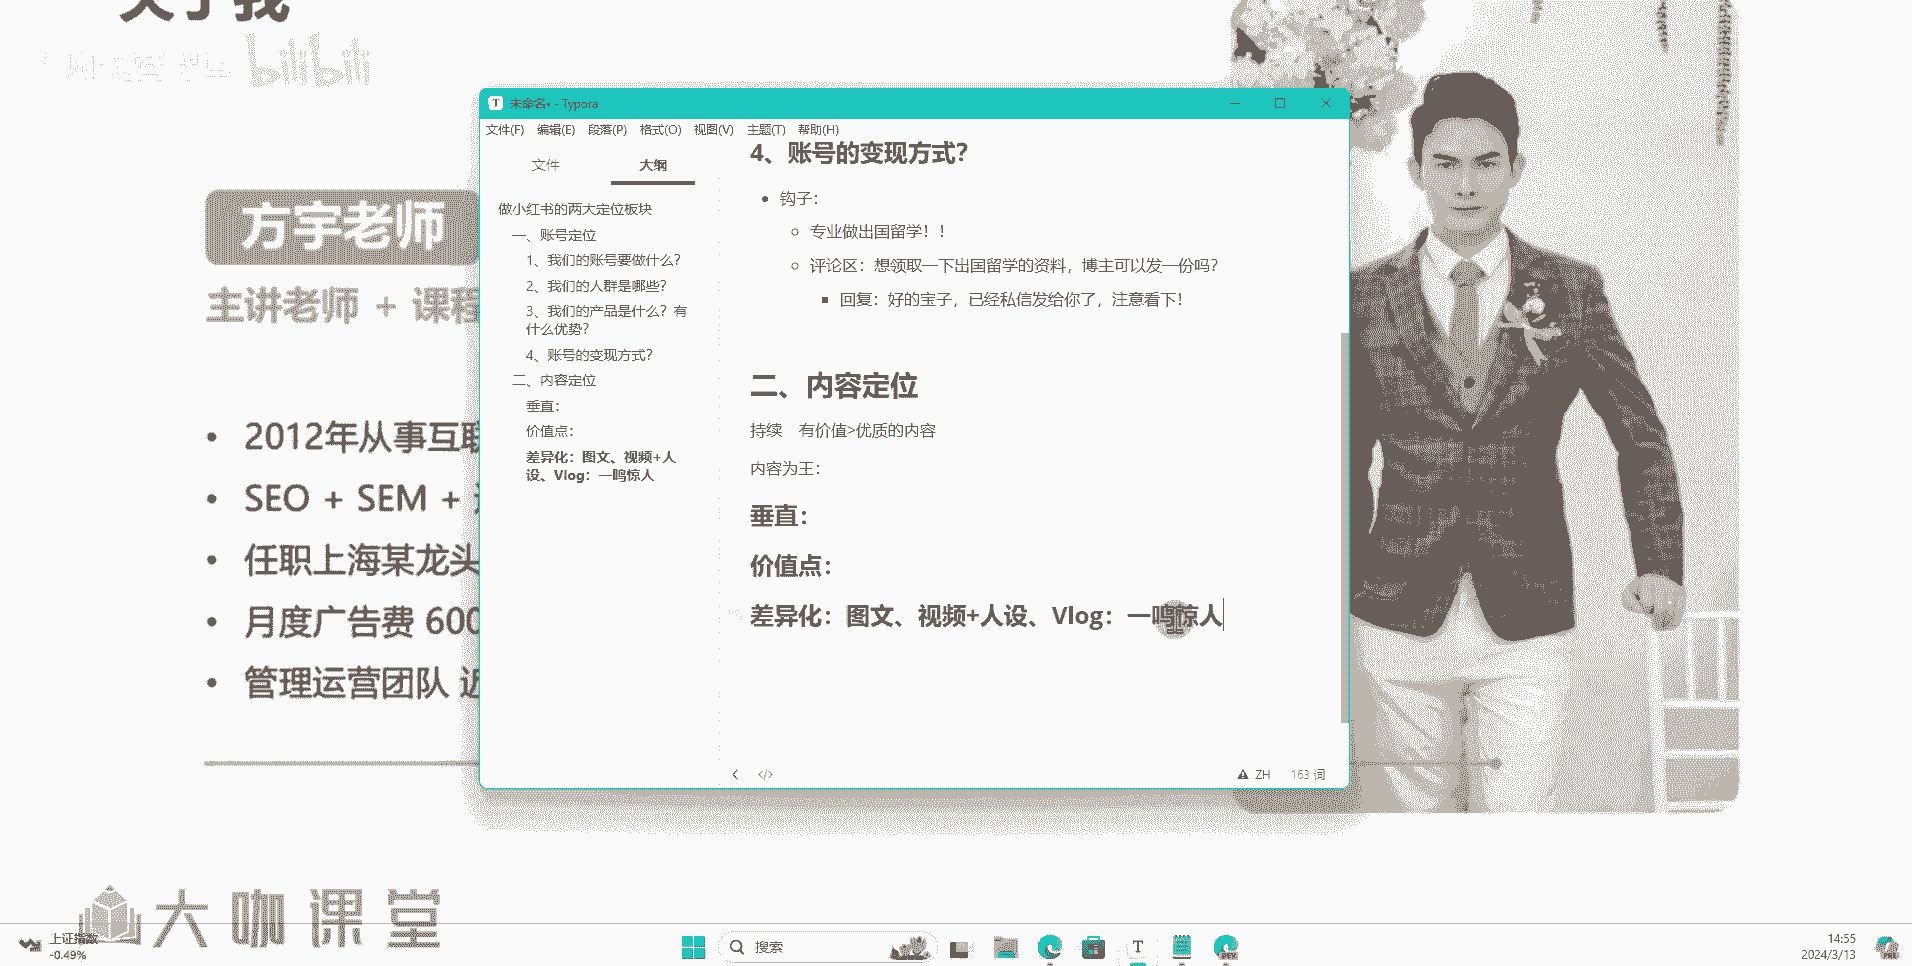 关于我
bilibili
方宇老师
主讲老师 + 课程
• 2012年从事互联
• SEO + SEM +
• 任职上海某龙头
• 月度广告费 600
• 管理运营团队 近
未命名• - Typora
文件(F) 编辑(E) 段落(P) 格式(O) 视图(V) 主题(T) 帮助(H)
文件 大纲
做小红书的两大定位板块
一、账号定位
1、我们的账号要做什么？
2、我们的人群是哪些？
3、我们的产品是什么？有
什么优势？
4、账号的变现方式？
二、内容定位
垂直：
价值点：
差异化：图文、视频+人
设、Vlog：一鸣惊人
4、账号的变现方式？
• 钩子：
◦ 专业做出国留学！！
◦ 评论区：想领取一下出国留学的资料，博主可以发一份吗？
▪ 回复：好的宝子，已经私信发给你了，注意看下！
二、内容定位
持续 有价值>优质的内容
内容为王：
垂直：
价值点：
差异化：图文、视频+人设、Vlog：一鸣惊人
ZH 163 词
大咖课堂
上证指数
-0.49%
搜索
T
DEV
14:55
2024/3/13
PRE